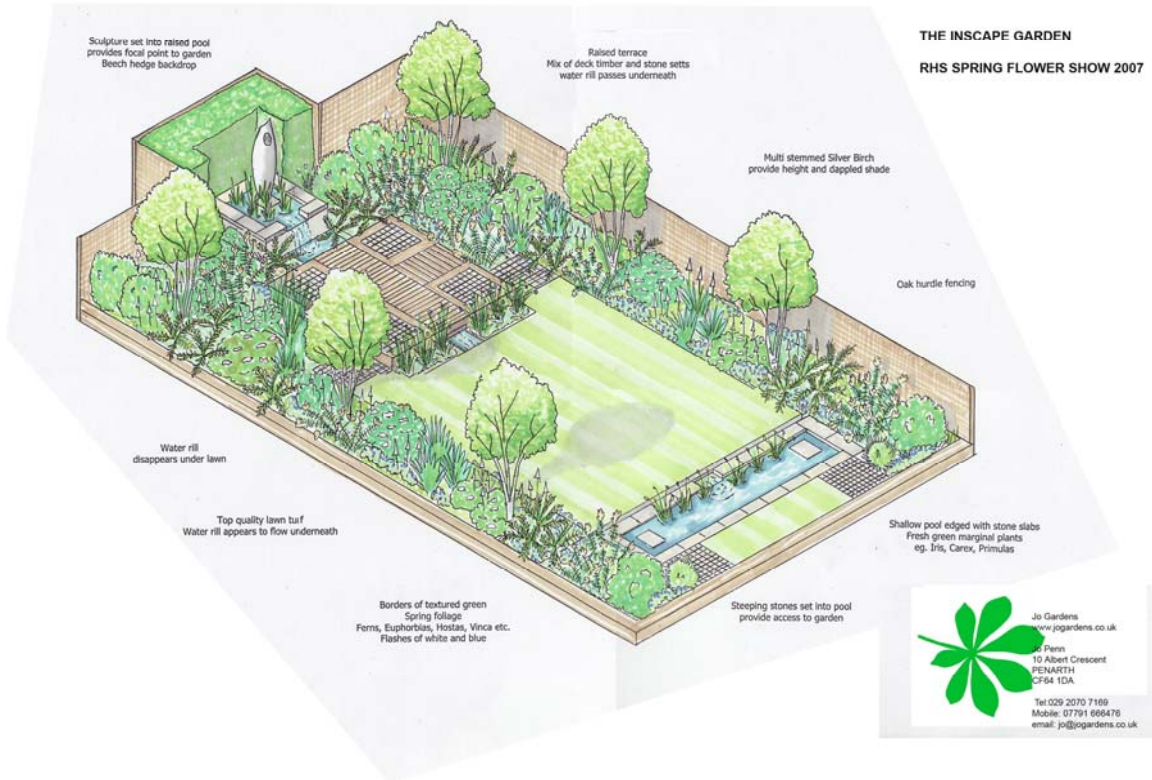 THE INSCAPE GARDEN
RHS SPRING FLOWER SHOW 2007
Sculpture set into raised pool
provides focal point to garden
Beech hedge backdrop
Raised terrace
Mix of deck timber and stone setts
water rill passes underneath
Multi stemmed Silver Birch
provide height and dappled shade
Oak hurdle fencing
Water rill
disappears under lawn
Top quality lawn turf
Water rill appears to flow underneath
Shallow pool edged with stone slabs
Fresh green marginal plants
eg. Iris, Carex, Primulas
Borders of textured green
Spring foliage
Ferns, Euphorbias, Hostas, Vinca etc.
Flashes of white and blue
Steeping stones set into pool
provide access to garden
Jo Gardens
www.jogardens.co.uk
Jo Penn
10 Albert Crescent
PENARTH
CF64 1DA
Tel:029 2070 7169
Mobile: 07791 666476
email: jo@jogardens.co.uk